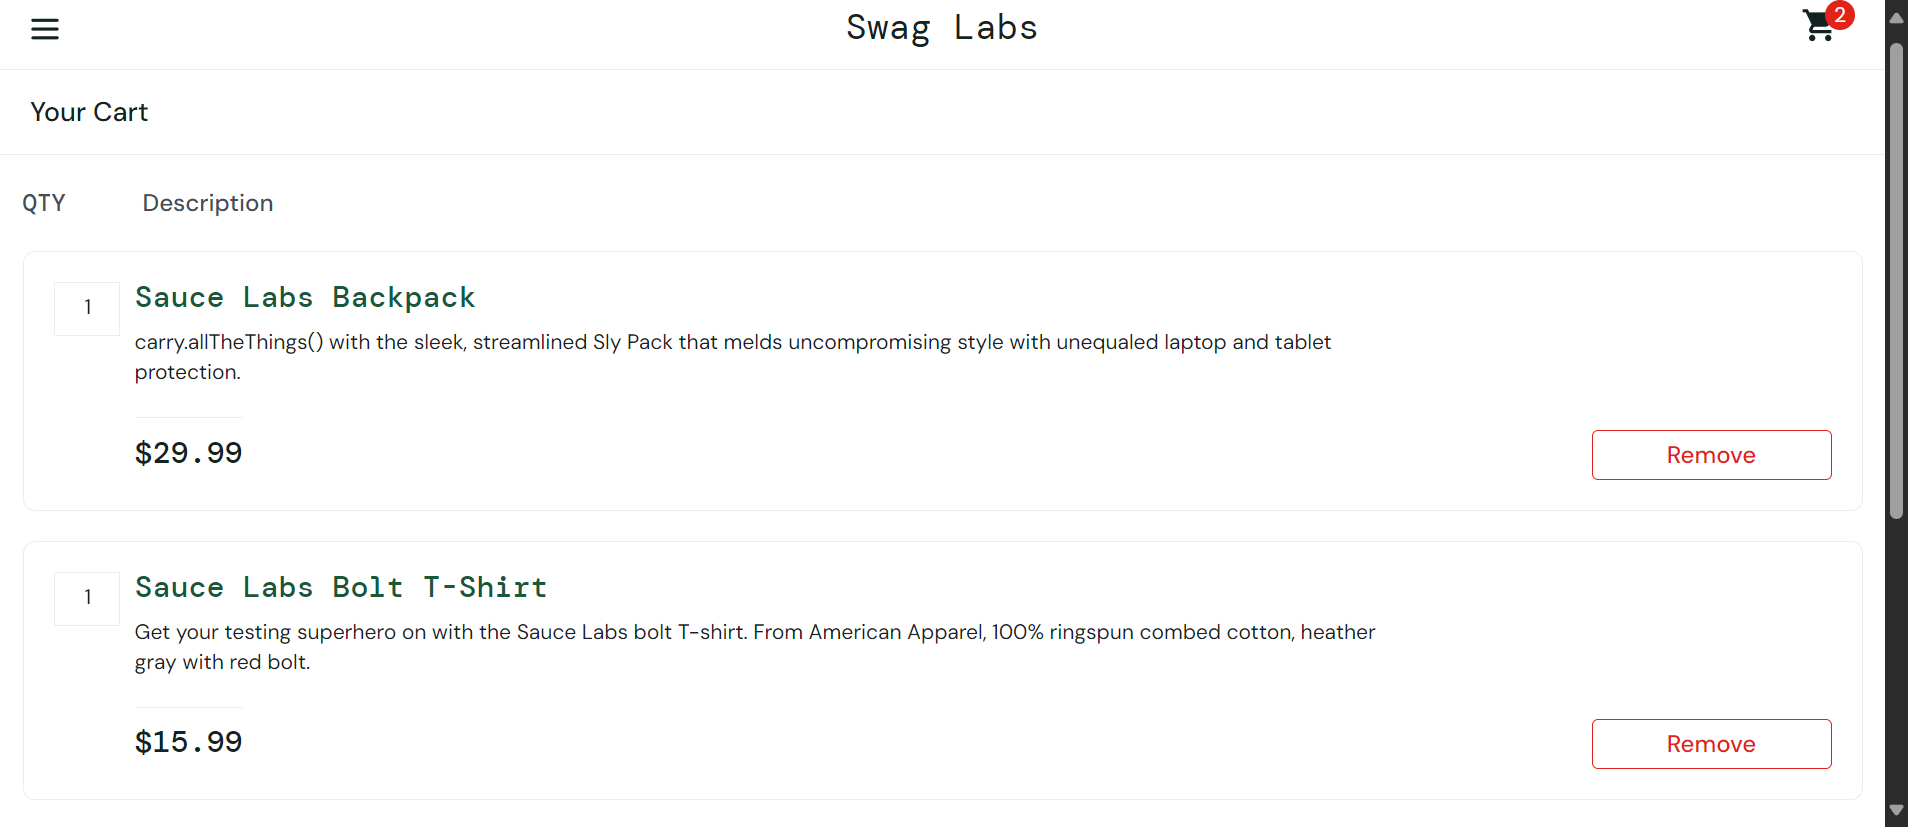 Swag Labs
2
Your Cart
QTY Description
1
Sauce Labs Backpack
carry.allTheThings() with the sleek, streamlined Sly Pack that melds uncompromising style with unequaled laptop and tablet
protection.
$29.99
Remove
1
Sauce Labs Bolt T-Shirt
Get your testing superhero on with the Sauce Labs bolt T-shirt. From American Apparel, 100% ringspun combed cotton, heather
gray with red bolt.
$15.99
Remove